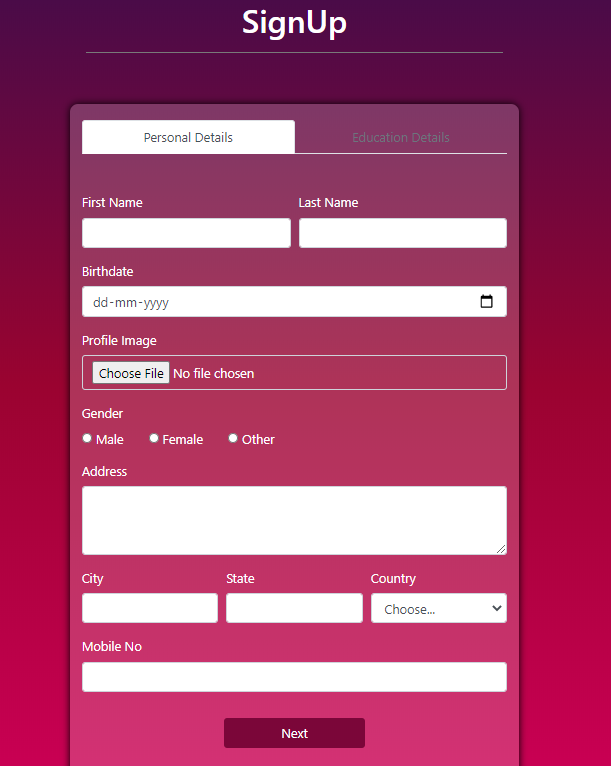 SignUp
Personal Details Education Details
First Name Last Name
Birthdate
dd-mm-yyyy
Profile Image
Choose File No file chosen
Gender
Male Female Other
Address
City State Country
Choose...
Mobile No
Next